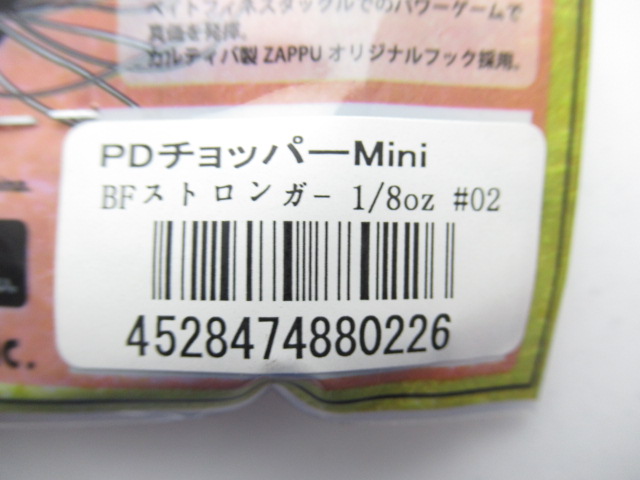 ベイトフィネスタックルでのパワーゲームで
真価を発揮。
カルティバ製 ZAPPU オリジナルフック採用。
PDチョッパーMini
BFストロンガ- 1/8oz #02
4528474880226
C.